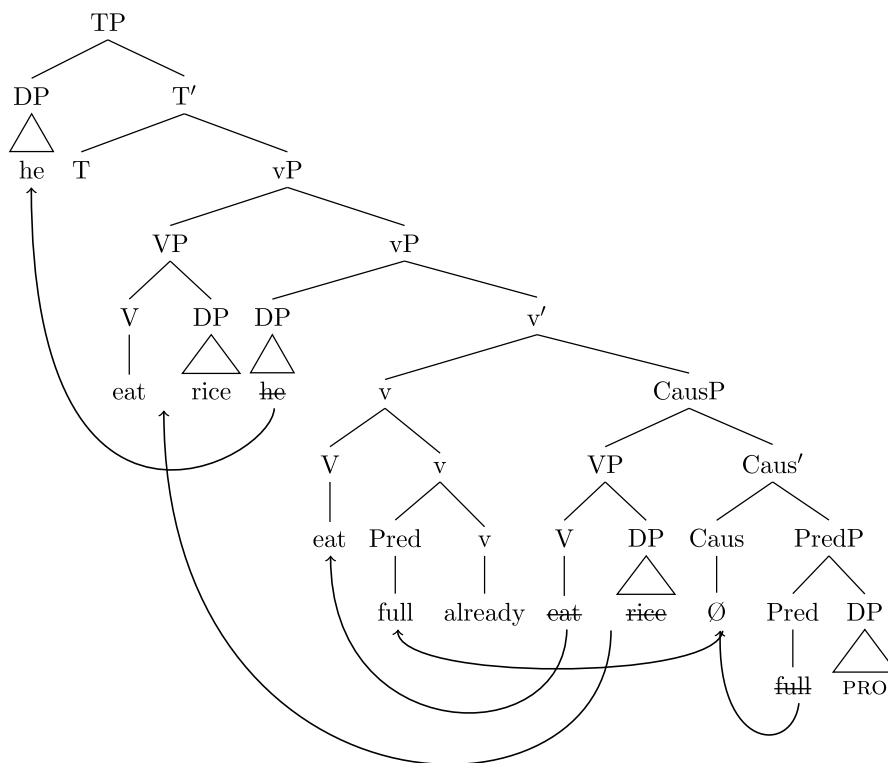 TP
DP T′
he T vP
VP vP
V DP DP v′
eat rice he v CausP
V v VP Caus′
eat Pred v V DP Caus PredP
full already eat rice Ø Pred DP
full PRO